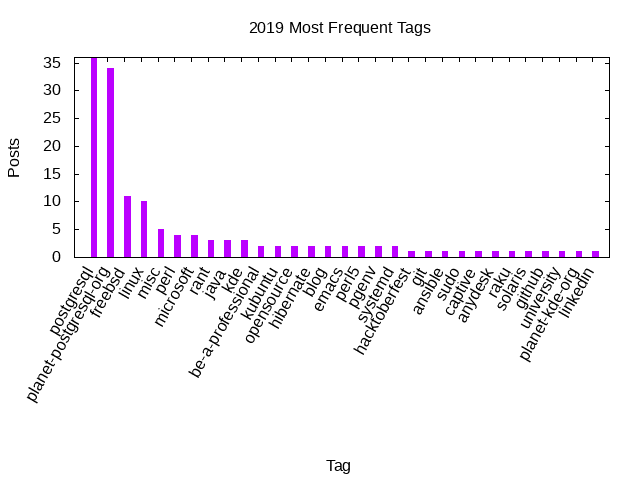 2019 Most Frequent Tags
35
30
25
20
15
10
5
0
Posts
postgresql
planet-postgresql-org
freebsd
linux
misc
perl
microsoft
rant
java
kde
be-a-professional
kubuntu
opensource
hibernate
blog
emacs
perl5
pgenv
systemd
hacktoberfest
git
ansible
sudo
captive
anydesk
raku
solaris
github
university
planet-kde-org
linkedin
Tag